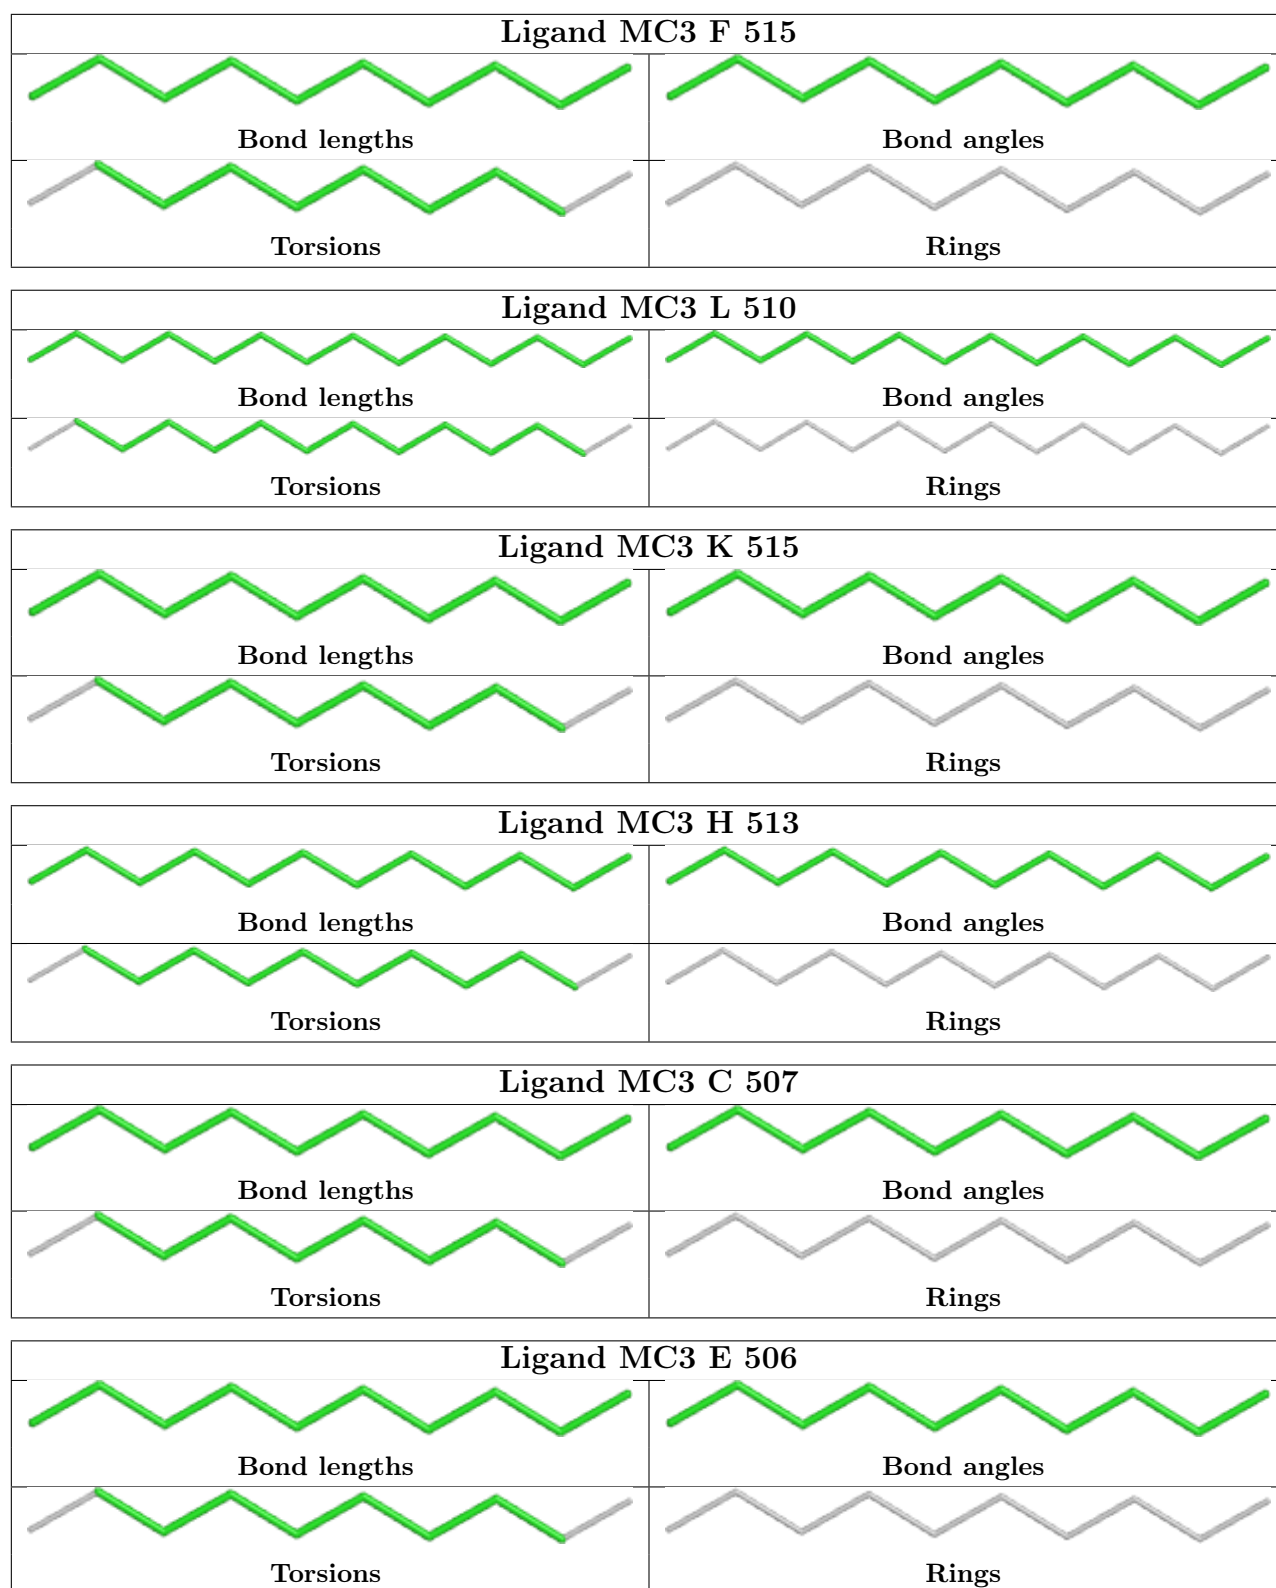 Ligand MC3 F 515
Bond lengths Bond angles
Torsions Rings
Ligand MC3 L 510
Bond lengths Bond angles
Torsions Rings
Ligand MC3 K 515
Bond lengths Bond angles
Torsions Rings
Ligand MC3 H 513
Bond lengths Bond angles
Torsions Rings
Ligand MC3 C 507
Bond lengths Bond angles
Torsions Rings
Ligand MC3 E 506
Bond lengths Bond angles
Torsions Rings